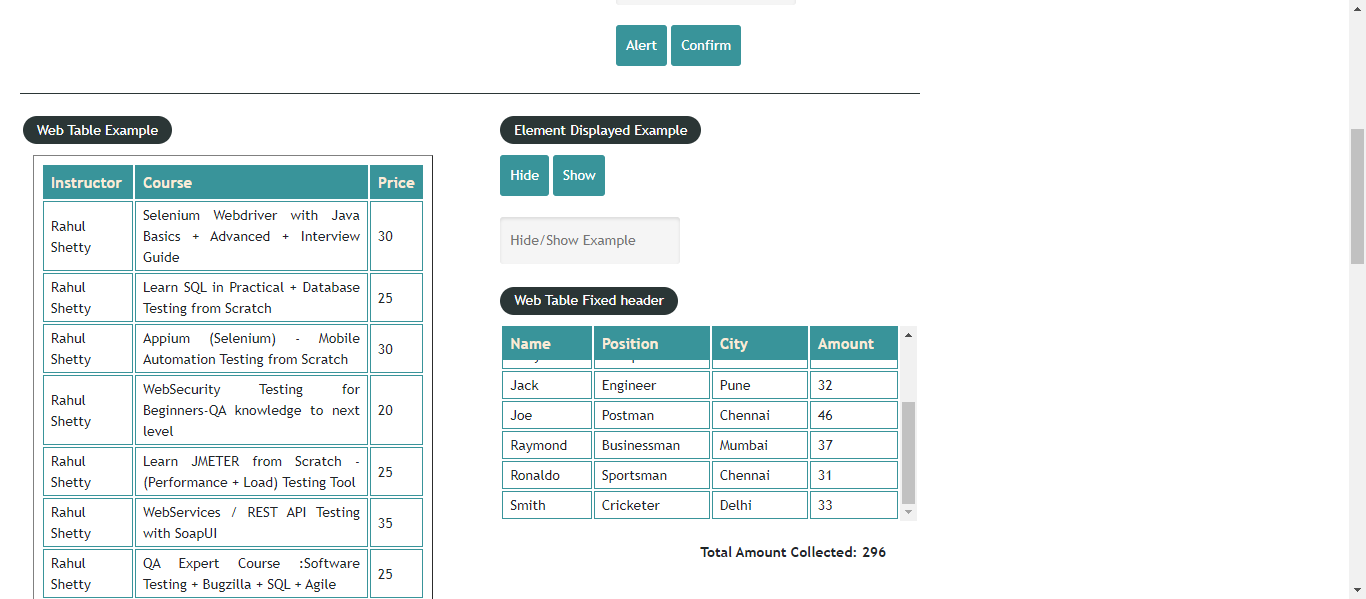 Alert Confirm
Web Table Example
Instructor Course Price
Rahul Shetty Selenium Webdriver with Java Basics + Advanced + Interview Guide 30
Rahul Shetty Learn SQL in Practical + Database Testing from Scratch 25
Rahul Shetty Appium (Selenium) - Mobile Automation Testing from Scratch 30
Rahul Shetty WebSecurity Testing for Beginners-QA knowledge to next level 20
Rahul Shetty Learn JMETER from Scratch - (Performance + Load) Testing Tool 25
Rahul Shetty WebServices / REST API Testing with SoapUI 35
Rahul Shetty QA Expert Course :Software Testing + Bugzilla + SQL + Agile 25
Element Displayed Example
Hide Show
Hide/Show Example
Web Table Fixed header
Name Position City Amount
Jack Engineer Pune 32
Joe Postman Chennai 46
Raymond Businessman Mumbai 37
Ronaldo Sportsman Chennai 31
Smith Cricketer Delhi 33
Total Amount Collected: 296